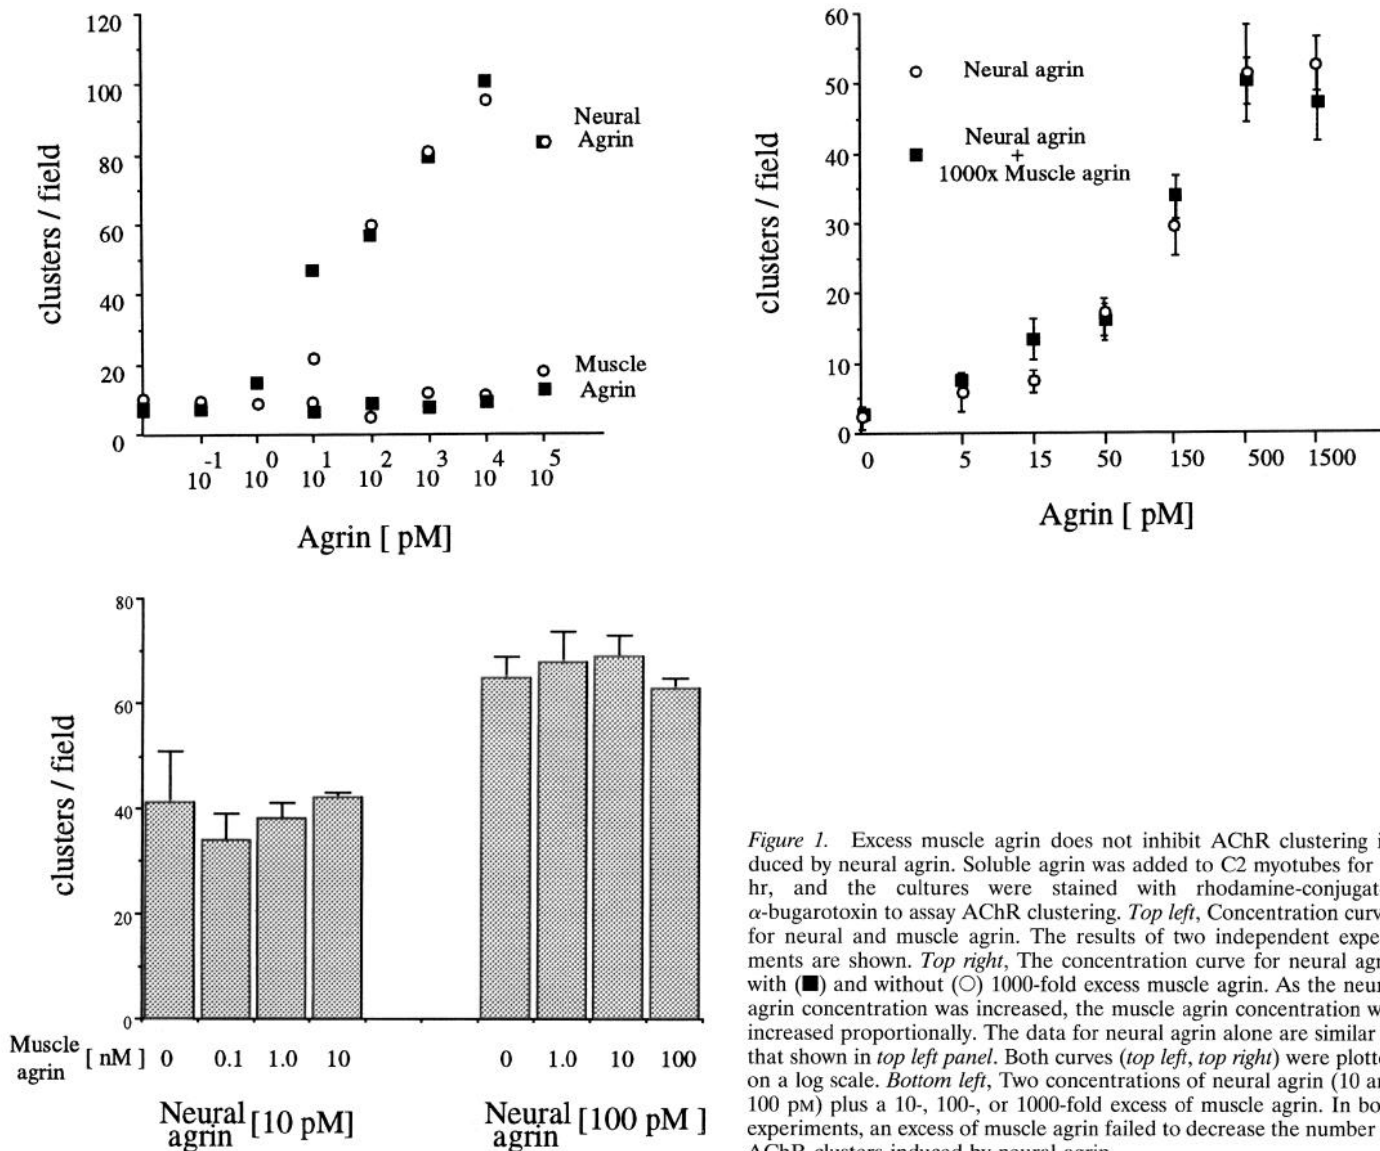 120
100
80
60
40
20
0
clusters / field
Neural
Agrin
Muscle
Agrin
10^-1 10^0 10^1 10^2 10^3 10^4 10^5
Agrin [ pM]
60
50
40
30
20
10
0
clusters / field
○ Neural agrin
■ Neural agrin
+
1000x Muscle agrin
0 5 15 50 150 500 1500
Agrin [ pM]
80
60
40
20
0
clusters / field
Muscle
agrin [ nM] 0 0.1 1.0 10 0 1.0 10 100
Neural
agrin [10 pM]
Neural
agrin [100 pM ]
Figure 1. Excess muscle agrin does not inhibit AChR clustering i
duced by neural agrin. Soluble agrin was added to C2 myotubes for
hr, and the cultures were stained with rhodamine-conjugat
α-bugarotoxin to assay AChR clustering. Top left, Concentration curv
for neural and muscle agrin. The results of two independent expe
ments are shown. Top right, The concentration curve for neural agr
with (■) and without (○) 1000-fold excess muscle agrin. As the neur
agrin concentration was increased, the muscle agrin concentration w
increased proportionally. The data for neural agrin alone are similar
that shown in top left panel. Both curves (top left, top right) were plotte
on a log scale. Bottom left, Two concentrations of neural agrin (10 an
100 pM) plus a 10-, 100-, or 1000-fold excess of muscle agrin. In bo
experiments, an excess of muscle agrin failed to decrease the number
AChR clusters induced by neural agrin